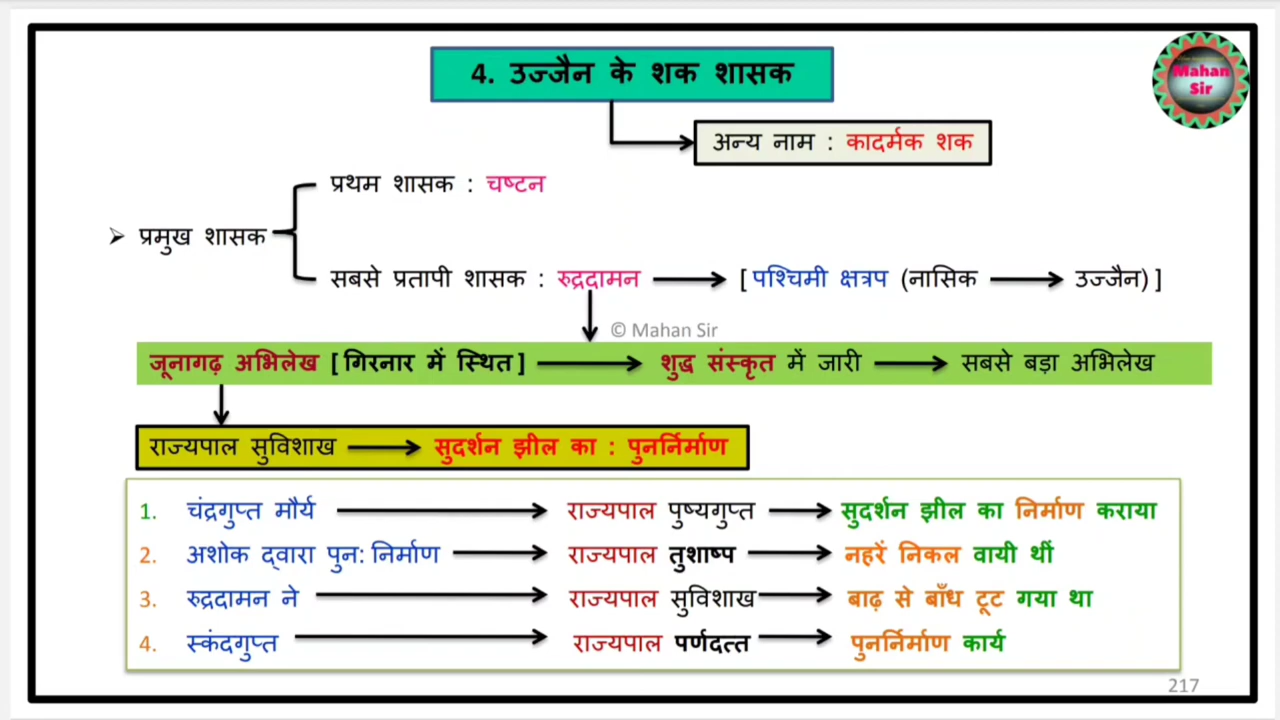 4. उज्जैन के शक शासक
Mahan
Sir
अन्य नाम : कादर्मक शक
प्रथम शासक : चष्टन
➢ प्रमुख शासक
सबसे प्रतापी शासक : रुद्रदामन → [ पश्चिमी क्षत्रप (नासिक → उज्जैन) ]
© Mahan Sir
जूनागढ़ अभिलेख [ गिरनार में स्थित ] → शुद्ध संस्कृत में जारी → सबसे बड़ा अभिलेख
राज्यपाल सुविशाख → सुदर्शन झील का : पुनर्निर्माण
1. चंद्रगुप्त मौर्य → राज्यपाल पुष्यगुप्त → सुदर्शन झील का निर्माण कराया
2. अशोक द्वारा पुन: निर्माण → राज्यपाल तुशाष्प → नहरें निकल वायी थीं
3. रुद्रदामन ने → राज्यपाल सुविशाख → बाढ़ से बाँध टूट गया था
4. स्कंदगुप्त → राज्यपाल पर्णदत्त → पुनर्निर्माण कार्य
217